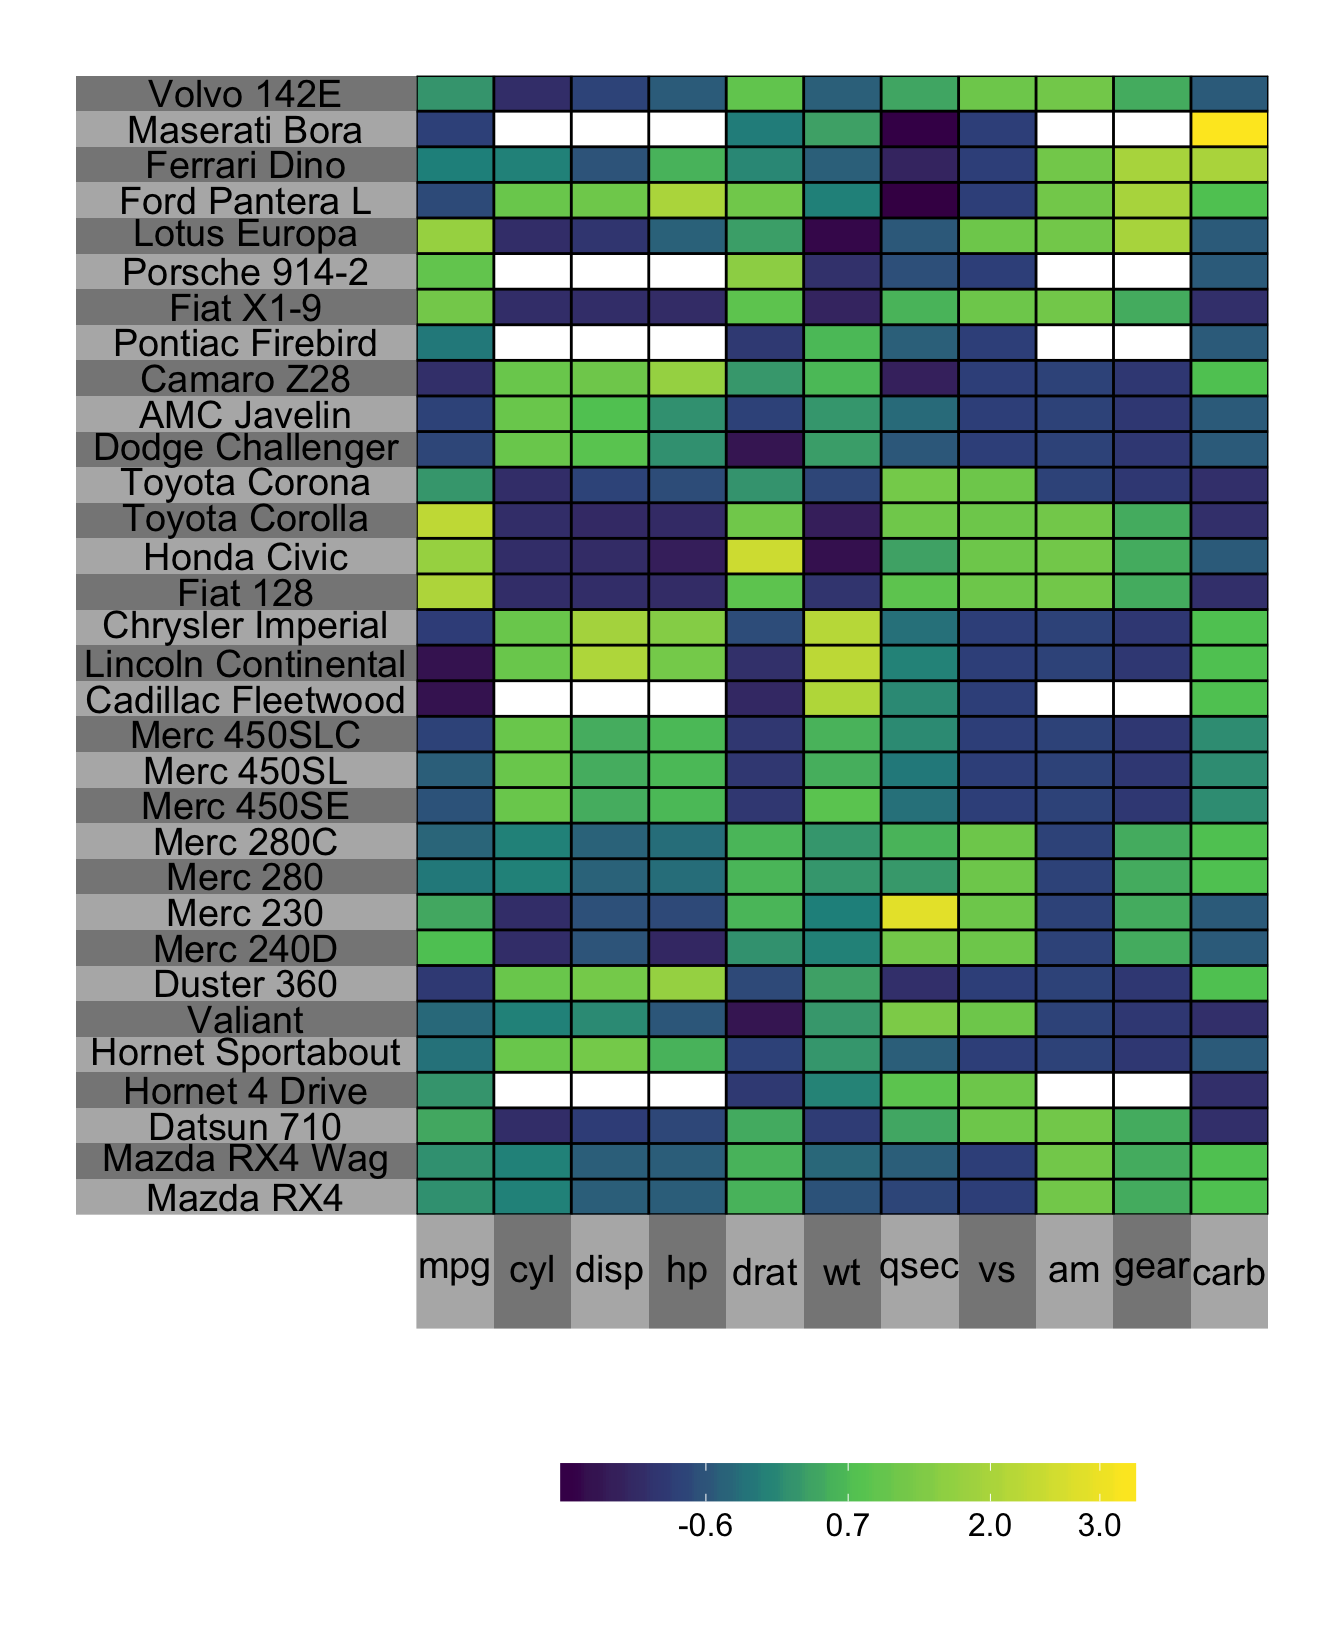 Volvo 142E
Maserati Bora
Ferrari Dino
Ford Pantera L
Lotus Europa
Porsche 914-2
Fiat X1-9
Pontiac Firebird
Camaro Z28
AMC Javelin
Dodge Challenger
Toyota Corona
Toyota Corolla
Honda Civic
Fiat 128
Chrysler Imperial
Lincoln Continental
Cadillac Fleetwood
Merc 450SLC
Merc 450SL
Merc 450SE
Merc 280C
Merc 280
Merc 230
Merc 240D
Duster 360
Valiant
Hornet Sportabout
Hornet 4 Drive
Datsun 710
Mazda RX4 Wag
Mazda RX4
mpg cyl disp hp drat wt qsec vs am gear carb
-0.6 0.7 2.0 3.0